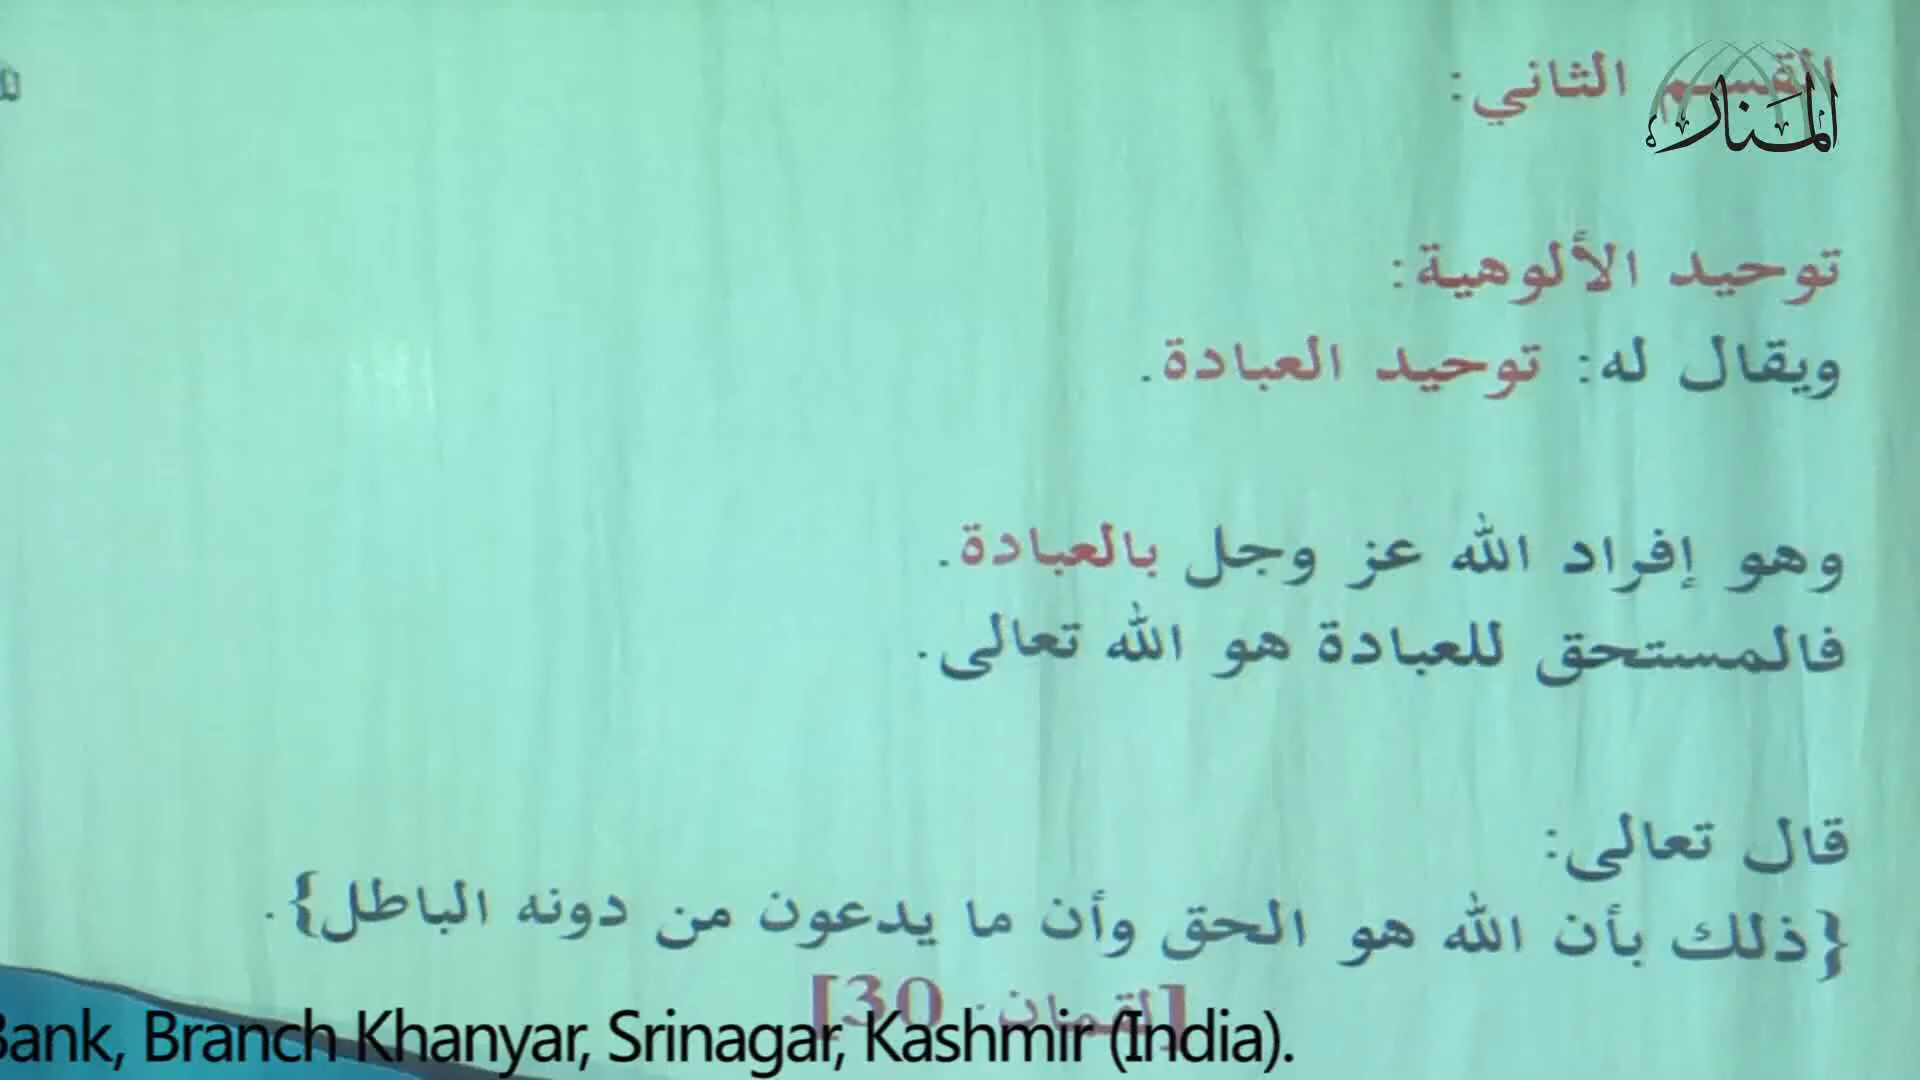 القسم الثاني:
المنار
توحيد الألوهية:
ويقال له: توحيد العبادة.
وهو إفراد الله عز وجل بالعبادة.
فالمستحق للعبادة هو الله تعالى.
قال تعالى:
{ذلك بأن الله هو الحق وأن ما يدعون من دونه الباطل}.
[لقمان: 30]
Bank, Branch Khanyar, Srinagar, Kashmir (India).